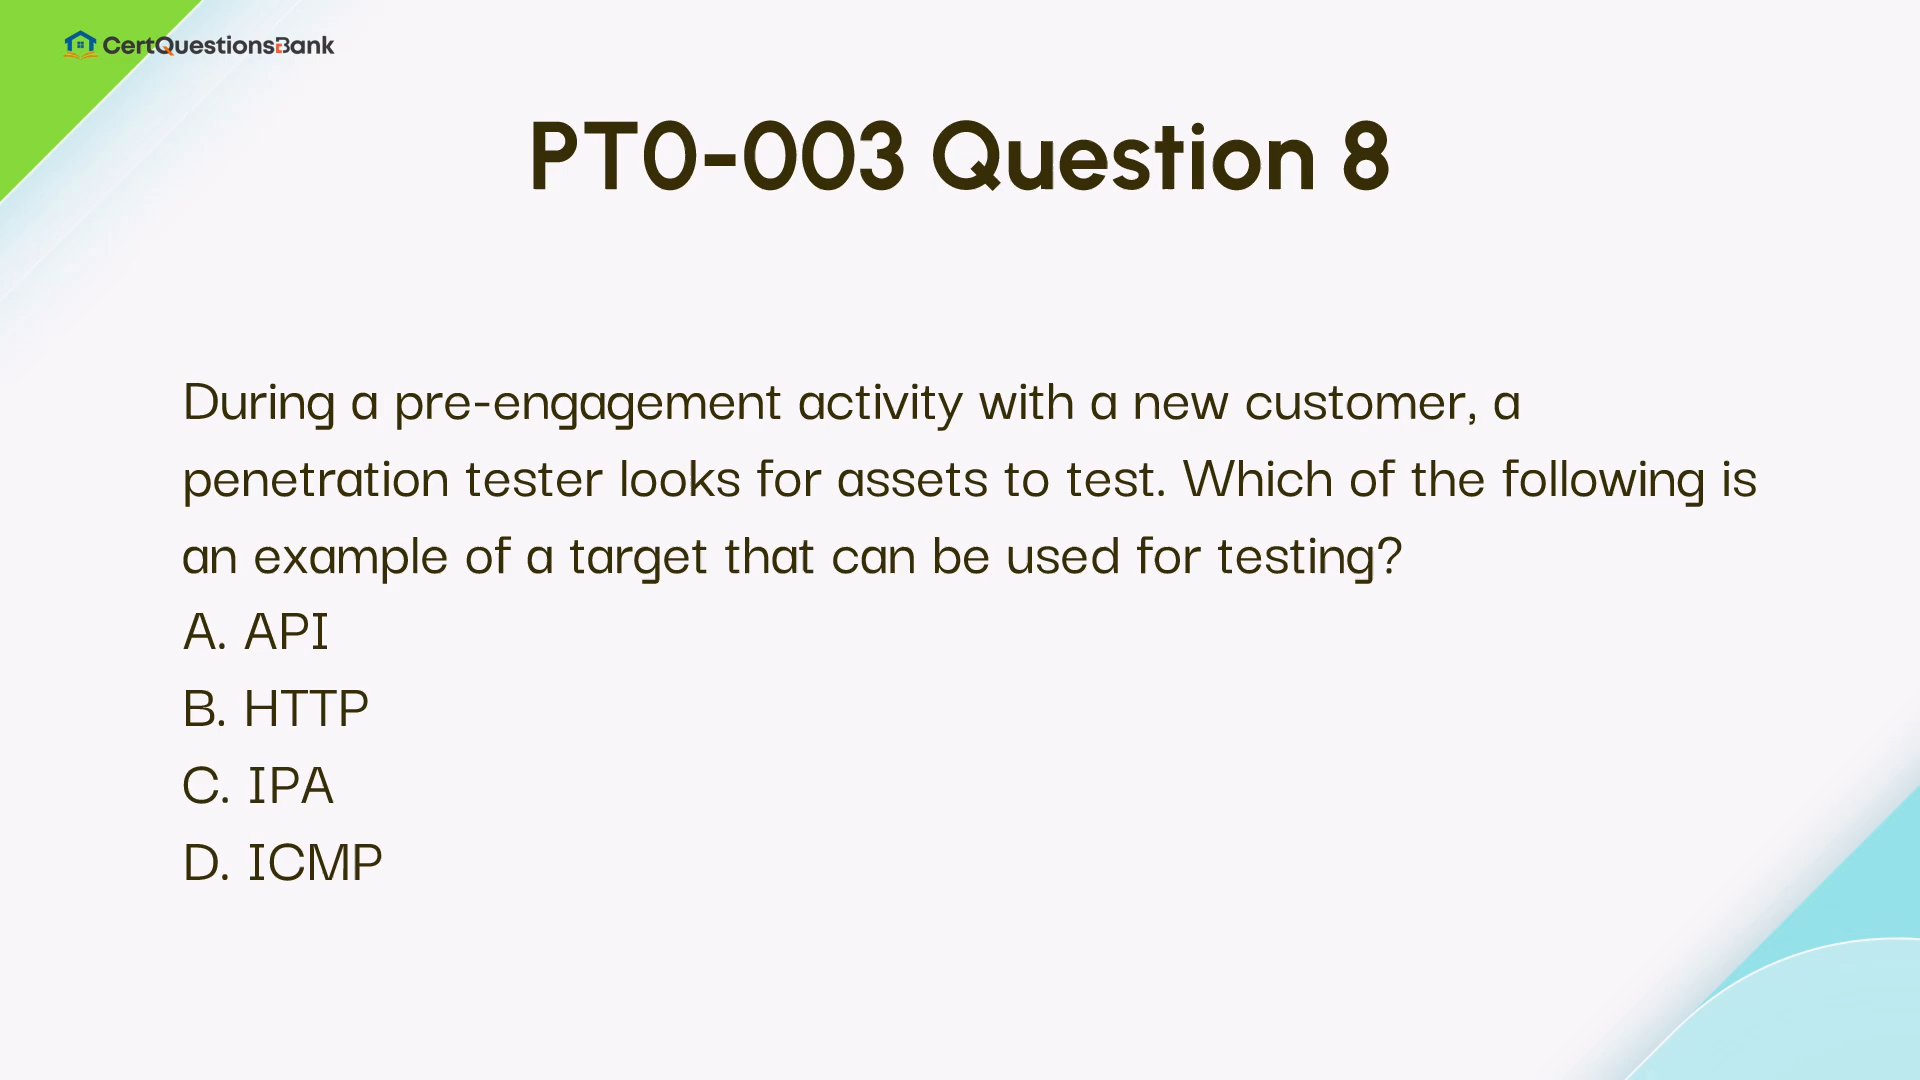 CertQuestionsBank
PT0-003 Question 8
During a pre-engagement activity with a new customer, a
penetration tester looks for assets to test. Which of the following is
an example of a target that can be used for testing?
A. API
B. HTTP
C. IPA
D. ICMP